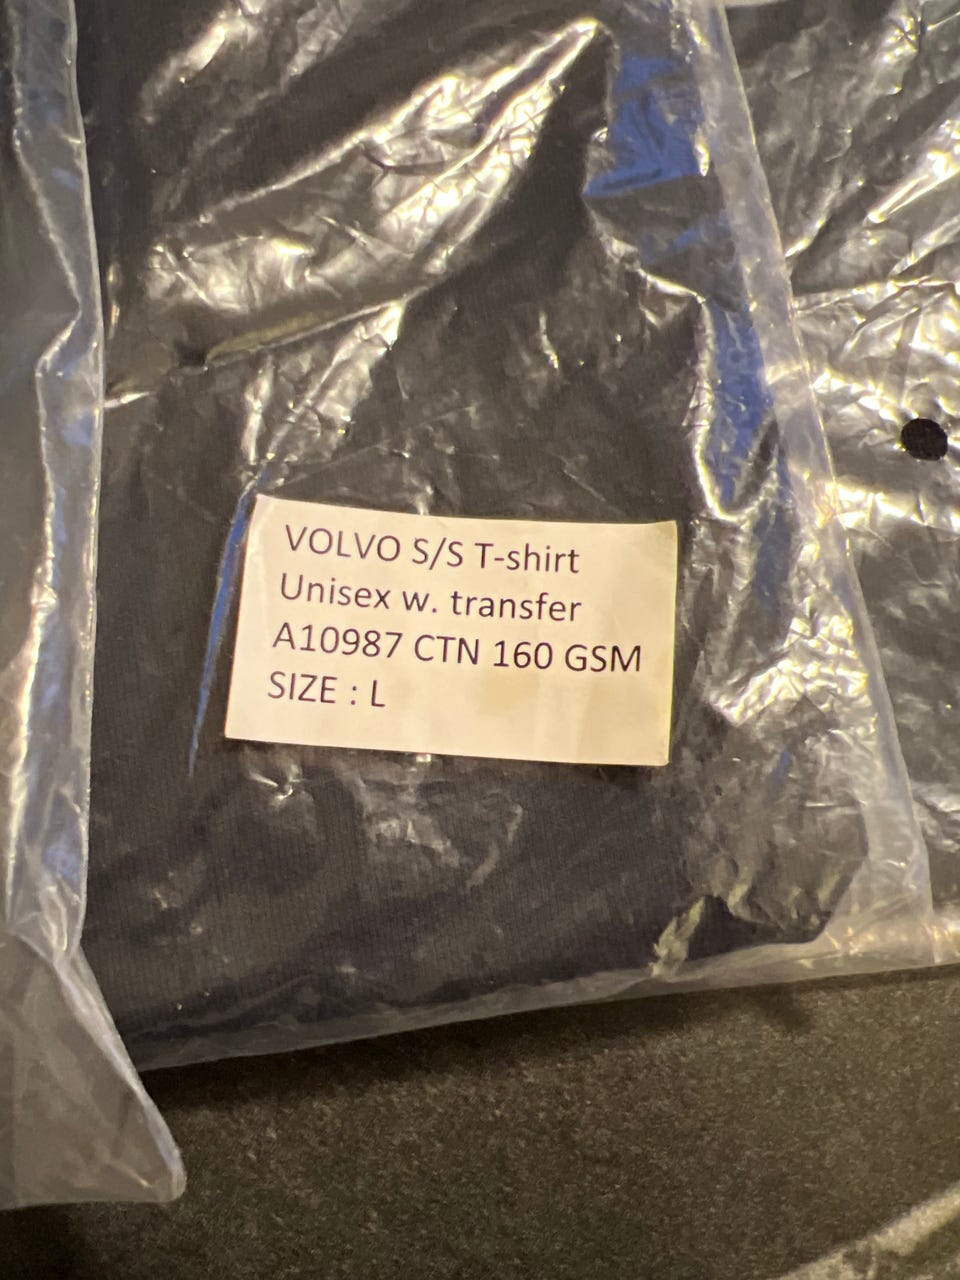 VOLVO S/S T-shirt
Unisex w. transfer
A10987 CTN 160 GSM
SIZE : L